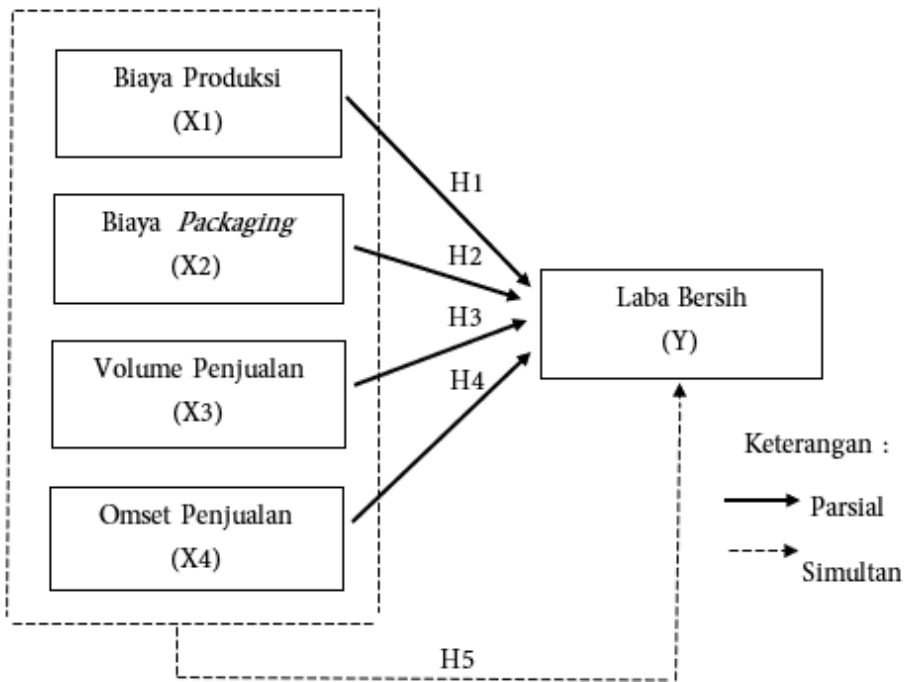 Biaya Produksi
(X1)
Biaya Packaging
(X2)
Volume Penjualan
(X3)
Omset Penjualan
(X4)
H1
H2
H3
H4
Laba Bersih
(Y)
Keterangan :
Parsial
Simultan
H5